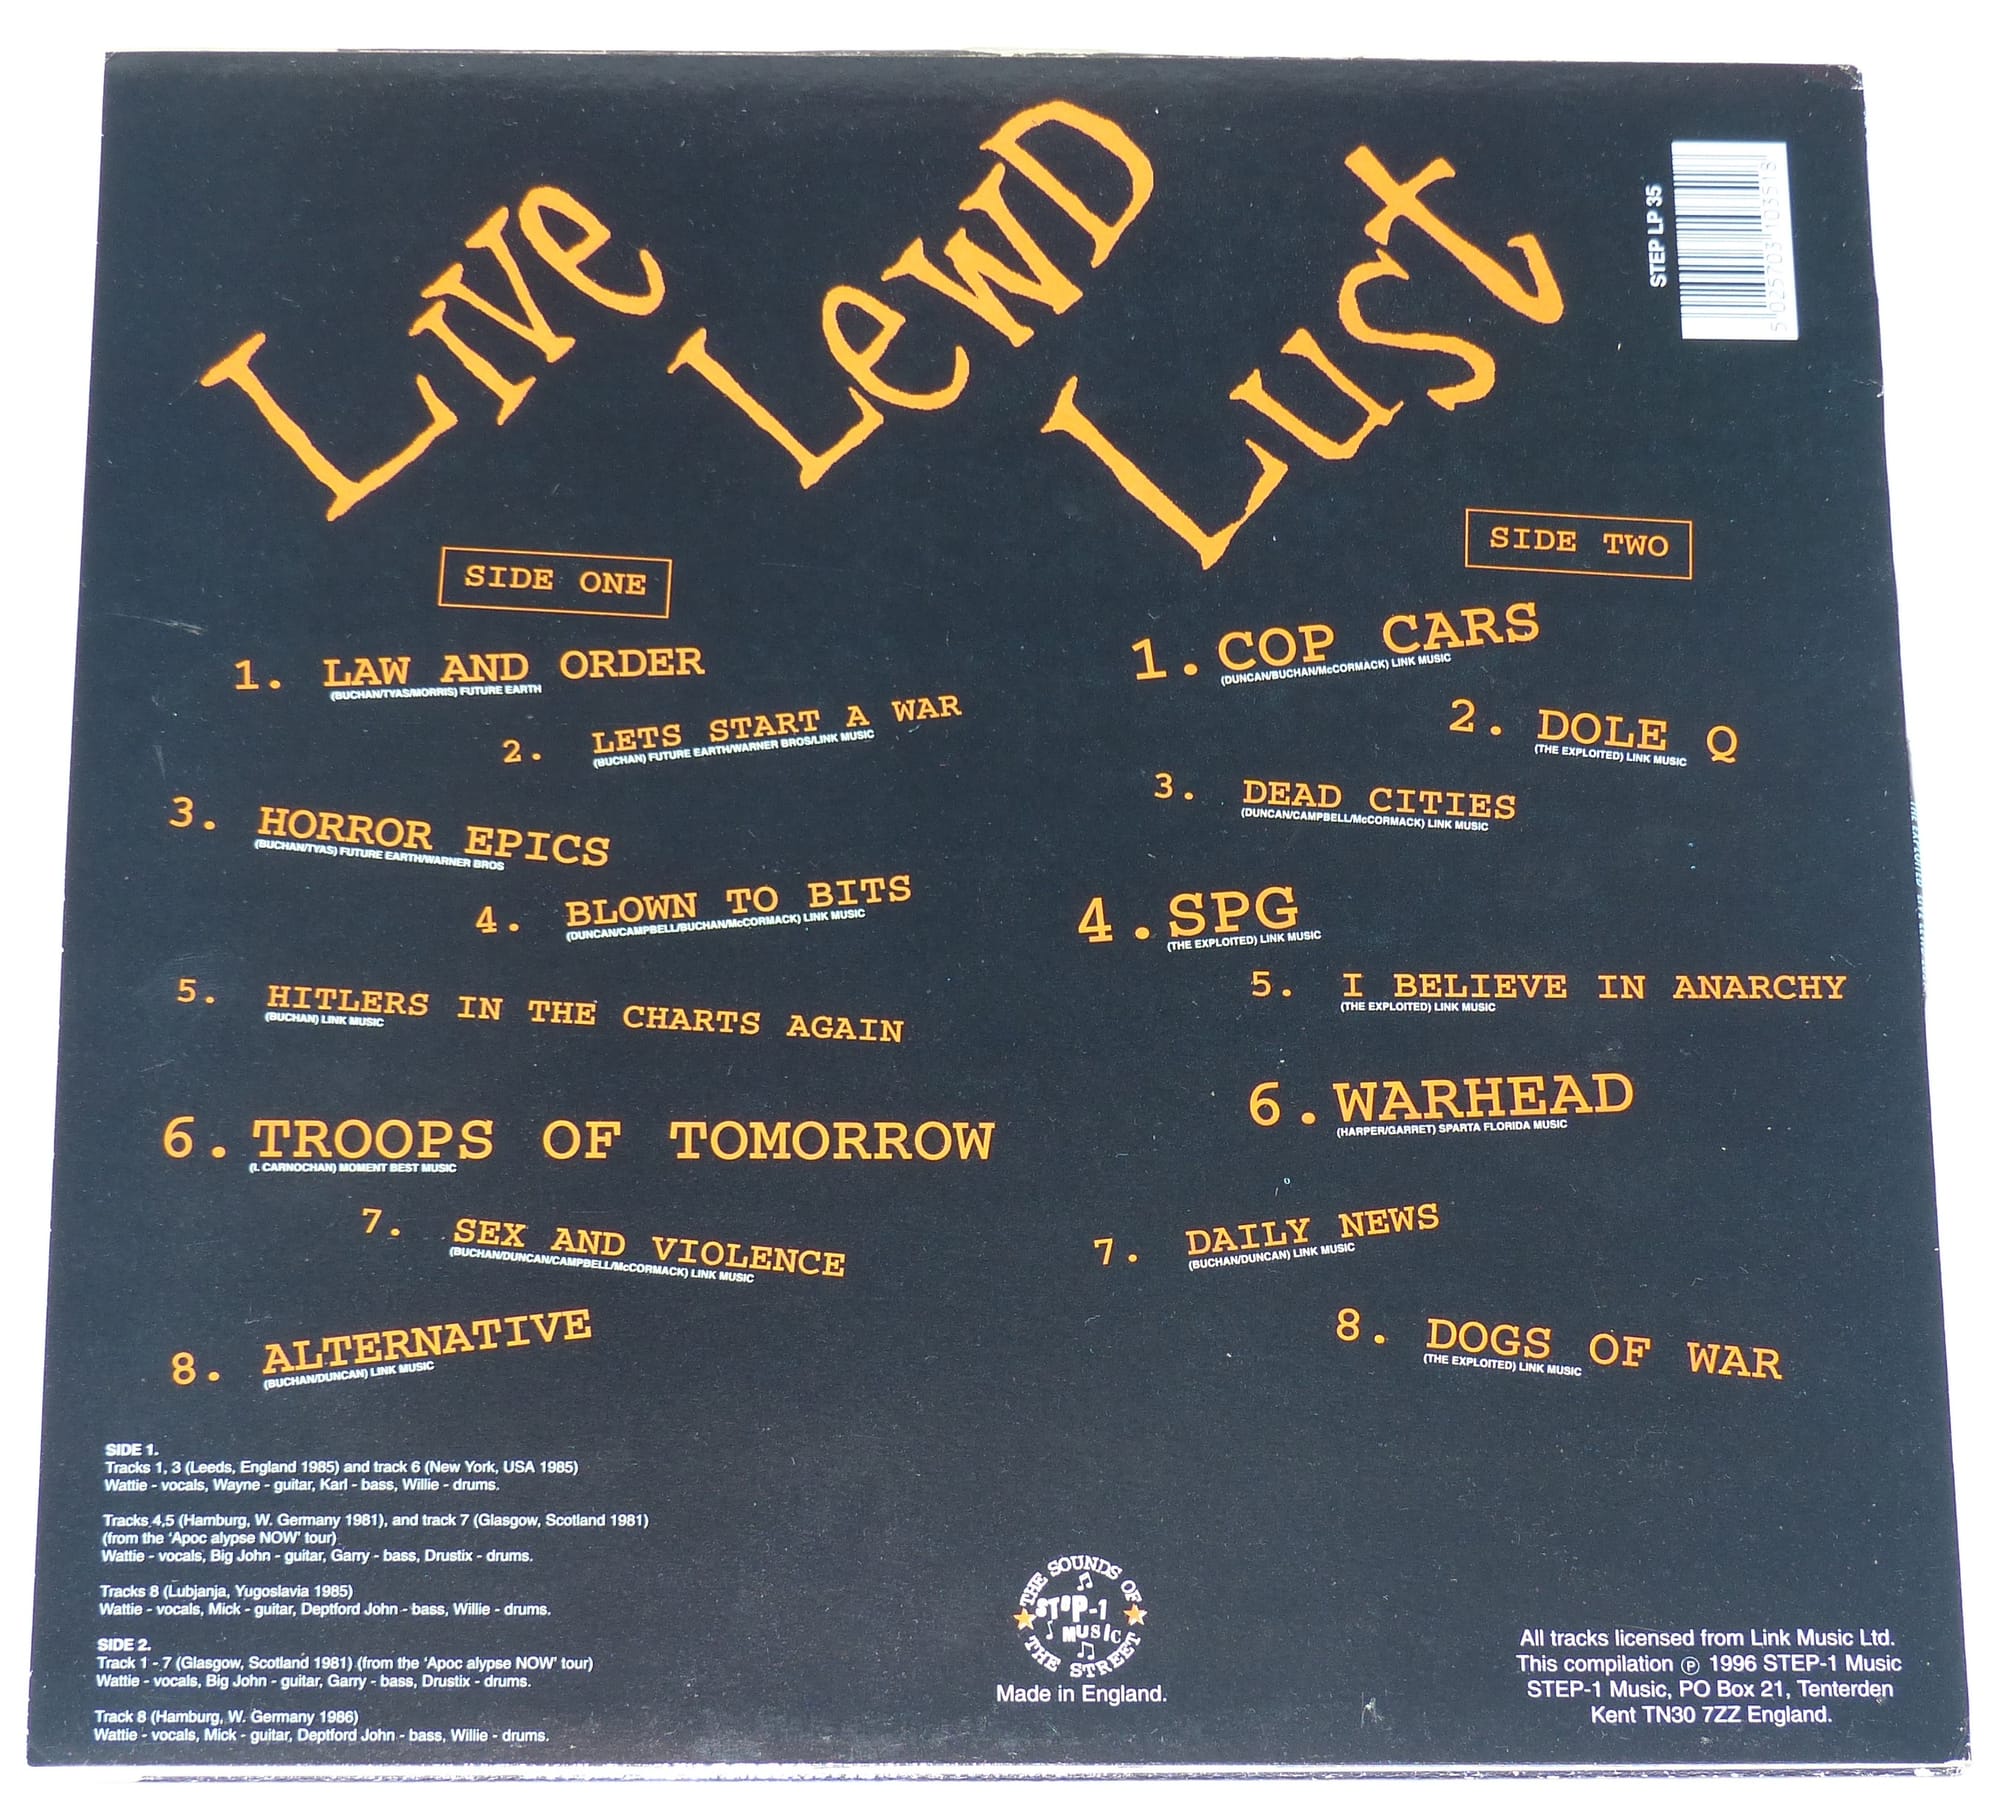 Live Lewd Lust
STEP LP 35
5 025703 103518
SIDE ONE
1. LAW AND ORDER
(BUCHAN/TYAS/MORRIS) FUTURE EARTH
2. LETS START A WAR
(BUCHAN) FUTURE EARTH/WARNER BROS/LINK MUSIC
3. HORROR EPICS
(BUCHAN/TYAS) FUTURE EARTH/WARNER BROS
4. BLOWN TO BITS
(DUNCAN/CAMPBELL/BUCHAN/McCORMACK) LINK MUSIC
5. HITLERS IN THE CHARTS AGAIN
(BUCHAN) LINK MUSIC
6. TROOPS OF TOMORROW
(I. CARNOCHAN) MOMENT BEST MUSIC
7. SEX AND VIOLENCE
(BUCHAN/DUNCAN/CAMPBELL/McCORMACK) LINK MUSIC
8. ALTERNATIVE
(BUCHAN/DUNCAN) LINK MUSIC
SIDE TWO
1. COP CARS
(DUNCAN/BUCHAN/McCORMACK) LINK MUSIC
2. DOLE Q
(THE EXPLOITED) LINK MUSIC
3. DEAD CITIES
(DUNCAN/CAMPBELL/McCORMACK) LINK MUSIC
4. SPG
(THE EXPLOITED) LINK MUSIC
5. I BELIEVE IN ANARCHY
(THE EXPLOITED) LINK MUSIC
6. WARHEAD
(HARPER/GARRET) SPARTA FLORIDA MUSIC
7. DAILY NEWS
(BUCHAN/DUNCAN) LINK MUSIC
8. DOGS OF WAR
(THE EXPLOITED) LINK MUSIC
SIDE 1.
Tracks 1, 3 (Leeds, England 1985) and track 6 (New York, USA 1985)
Wattie - vocals, Wayne - guitar, Karl - bass, Willie - drums.
Tracks 4,5 (Hamburg, W. Germany 1981), and track 7 (Glasgow, Scotland 1981)
(from the 'Apoc alypse NOW' tour)
Wattie - vocals, Big John - guitar, Garry - bass, Drustix - drums.
Tracks 8 (Lubjanja, Yugoslavia 1985)
Wattie - vocals, Mick - guitar, Deptford John - bass, Willie - drums.
SIDE 2.
Track 1 - 7 (Glasgow, Scotland 1981) (from the 'Apoc alypse NOW' tour)
Wattie - vocals, Big John - guitar, Garry - bass, Drustix - drums.
Track 8 (Hamburg, W. Germany 1986)
Wattie - vocals, Mick - guitar, Deptford John - bass, Willie - drums.
THE SOUNDS OF
STEP-1
MUSIC
THE STREET
Made in England.
All tracks licensed from Link Music Ltd.
This compilation ℗ 1996 STEP-1 Music
STEP-1 Music, PO Box 21, Tenterden
Kent TN30 7ZZ England.